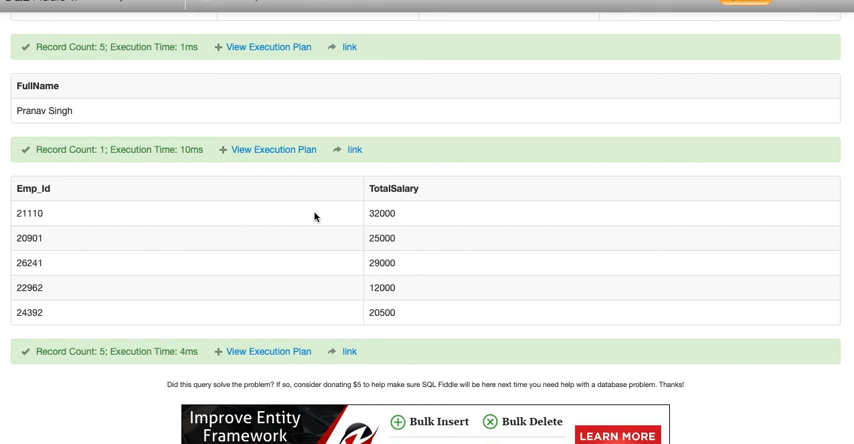 Record Count: 5; Execution Time: 1ms View Execution Plan link
FullName
Pranav Singh
Record Count: 1; Execution Time: 10ms View Execution Plan link
Emp_Id TotalSalary
21110 32000
20901 25000
26241 29000
22962 12000
24392 20500
Record Count: 5; Execution Time: 4ms View Execution Plan link
Did this query solve the problem? If so, consider donating $5 to help make sure SQL Fiddle will be here next time you need help with a database problem. Thanks!
Improve Entity
Framework
Bulk Insert Bulk Delete
LEARN MORE